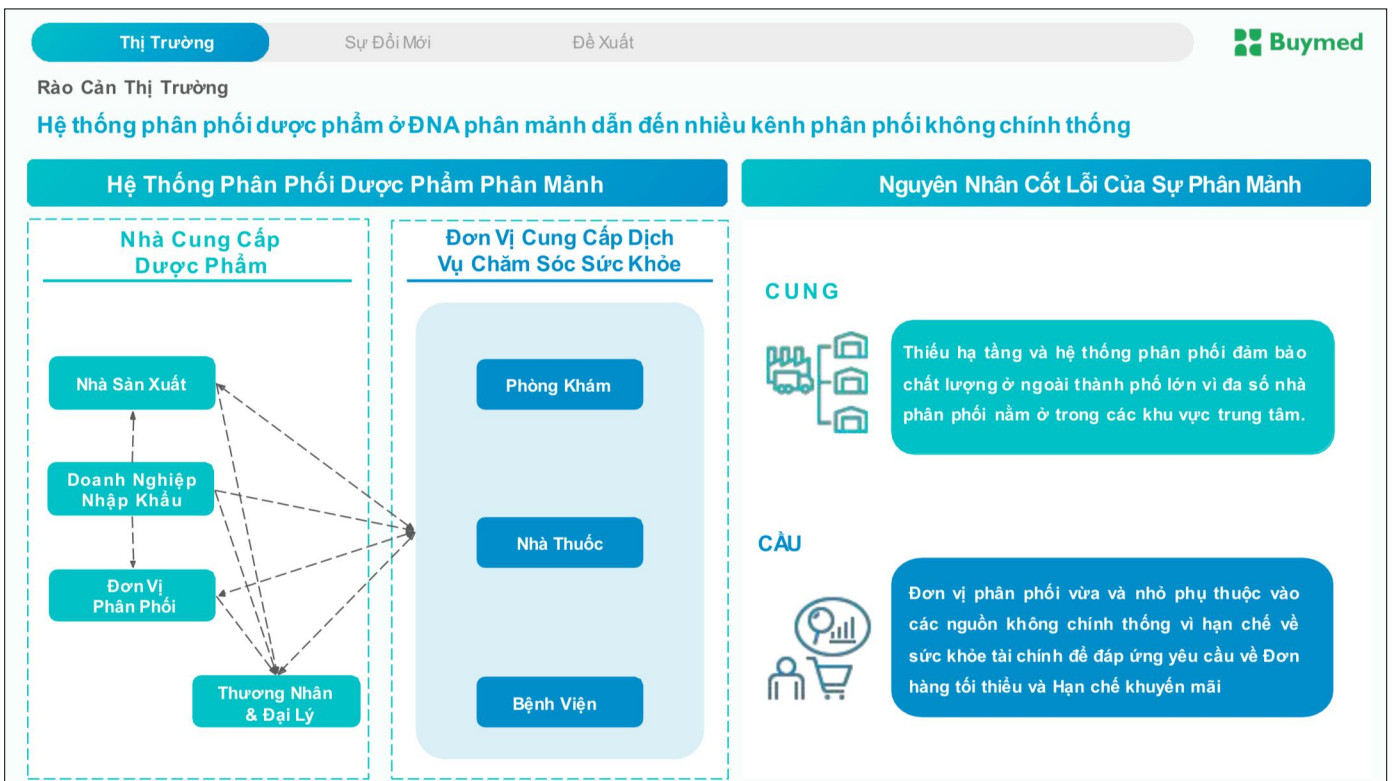 Thị Trường
Sự Đổi Mới
Đề Xuất
Buymed
Rào Cản Thị Trường
Hệ thống phân phối dược phẩm ở ĐNA phân mảnh dẫn đến nhiều kênh phân phối không chính thống
Hệ Thống Phân Phối Dược Phẩm Phân Mảnh
Nhà Cung Cấp
Dược Phẩm
Nhà Sản Xuất
Doanh Nghiệp
Nhập Khẩu
Đơn Vị
Phân Phối
Thương Nhân
& Đại Lý
Đơn Vị Cung Cấp Dịch
Vụ Chăm Sóc Sức Khỏe
Phòng Khám
Nhà Thuốc
Bệnh Viện
Nguyên Nhân Cốt Lỗi Của Sự Phân Mảnh
CUNG
Thiếu hạ tầng và hệ thống phân phối đảm bảo
chất lượng ở ngoài thành phố lớn vì đa số nhà
phân phối nằm ở trong các khu vực trung tâm.
CẦU
Đơn vị phân phối vừa và nhỏ phụ thuộc vào
các nguồn không chính thống vì hạn chế về
sức khỏe tài chính để đáp ứng yêu cầu về Đơn
hàng tối thiểu và Hạn chế khuyến mãi